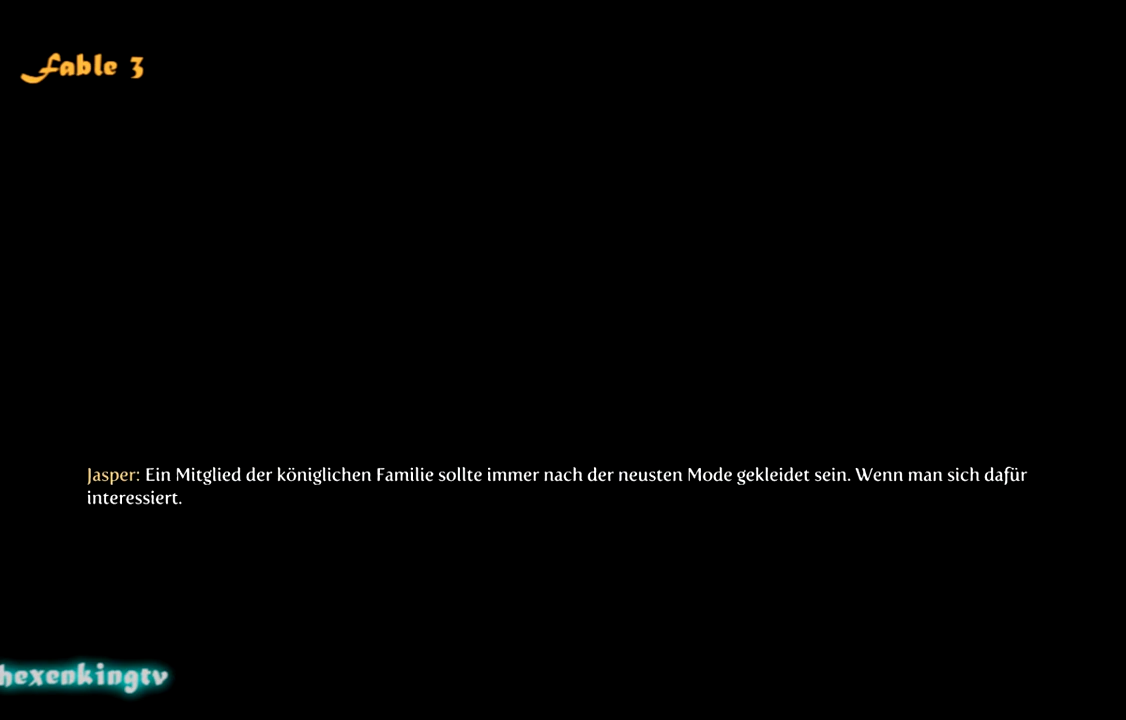 Fable 3
Jasper: Ein Mitglied der königlichen Familie sollte immer nach der neusten Mode gekleidet sein. Wenn man sich dafür
interessiert.
hexenkingtv